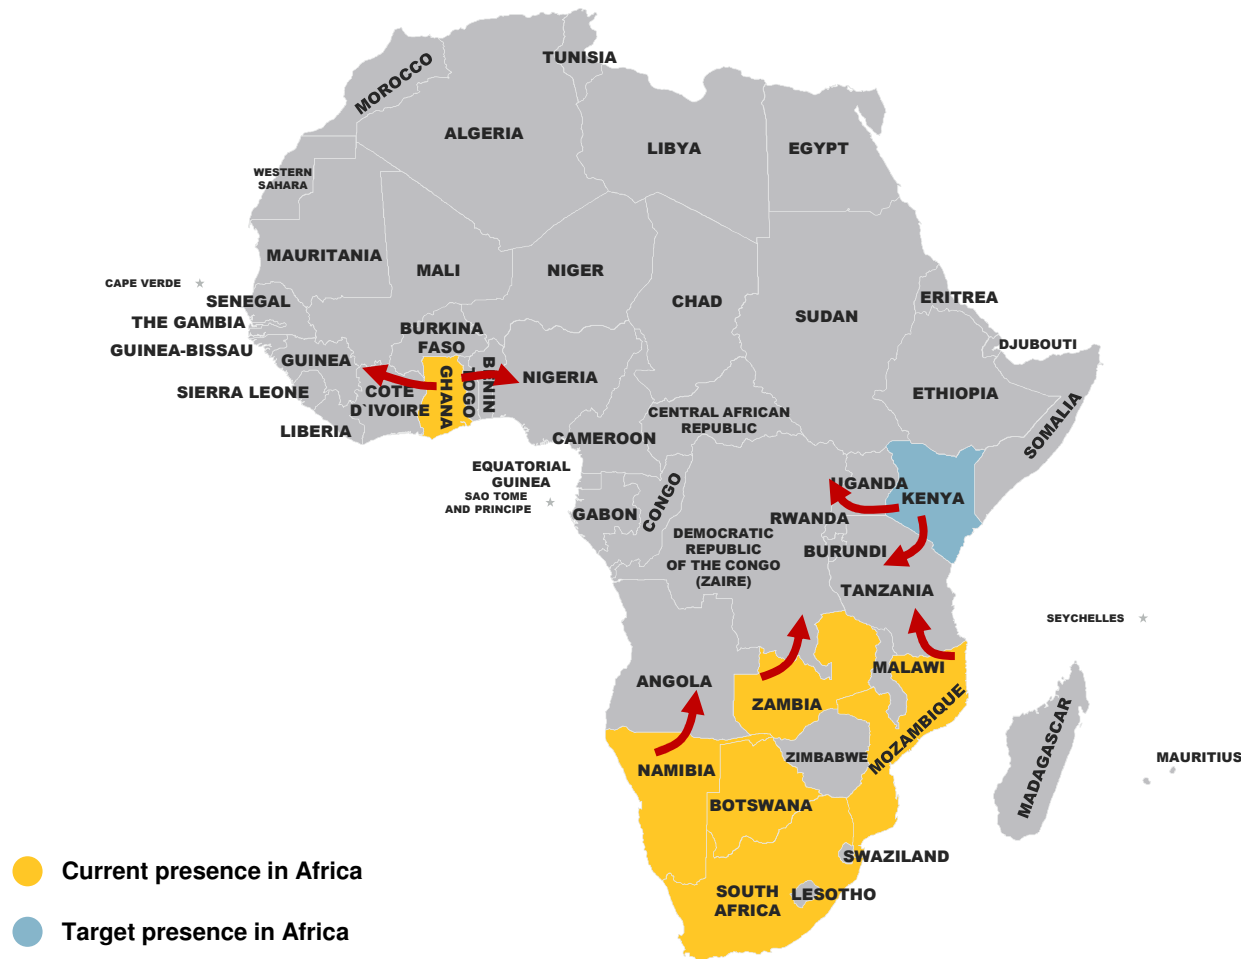 TUNISIA
MOROCCO
ALGERIA
LIBYA
EGYPT
WESTERN
SAHARA
MAURITANIA
MALI
NIGER
CHAD
SUDAN
ERITREA
CAPE VERDE
SENEGAL
THE GAMBIA
GUINEA-BISSAU
GUINEA
SIERRA LEONE
LIBERIA
BURKINA
FASO
COTE
D`IVOIRE
GHANA
TOGO
BENIN
NIGERIA
DJUBOUTI
ETHIOPIA
SOMALIA
CENTRAL AFRICAN
REPUBLIC
CAMEROON
EQUATORIAL
GUINEA
SAO TOME
AND PRINCIPE
GABON
CONGO
UGANDA
KENYA
RWANDA
DEMOCRATIC
REPUBLIC
OF THE CONGO
(ZAIRE)
BURUNDI
TANZANIA
SEYCHELLES
ANGOLA
ZAMBIA
MALAWI
MOZAMBIQUE
ZIMBABWE
NAMIBIA
BOTSWANA
MADAGASCAR
MAURITIUS
SWAZILAND
SOUTH
AFRICA
LESOTHO
Current presence in Africa
Target presence in Africa